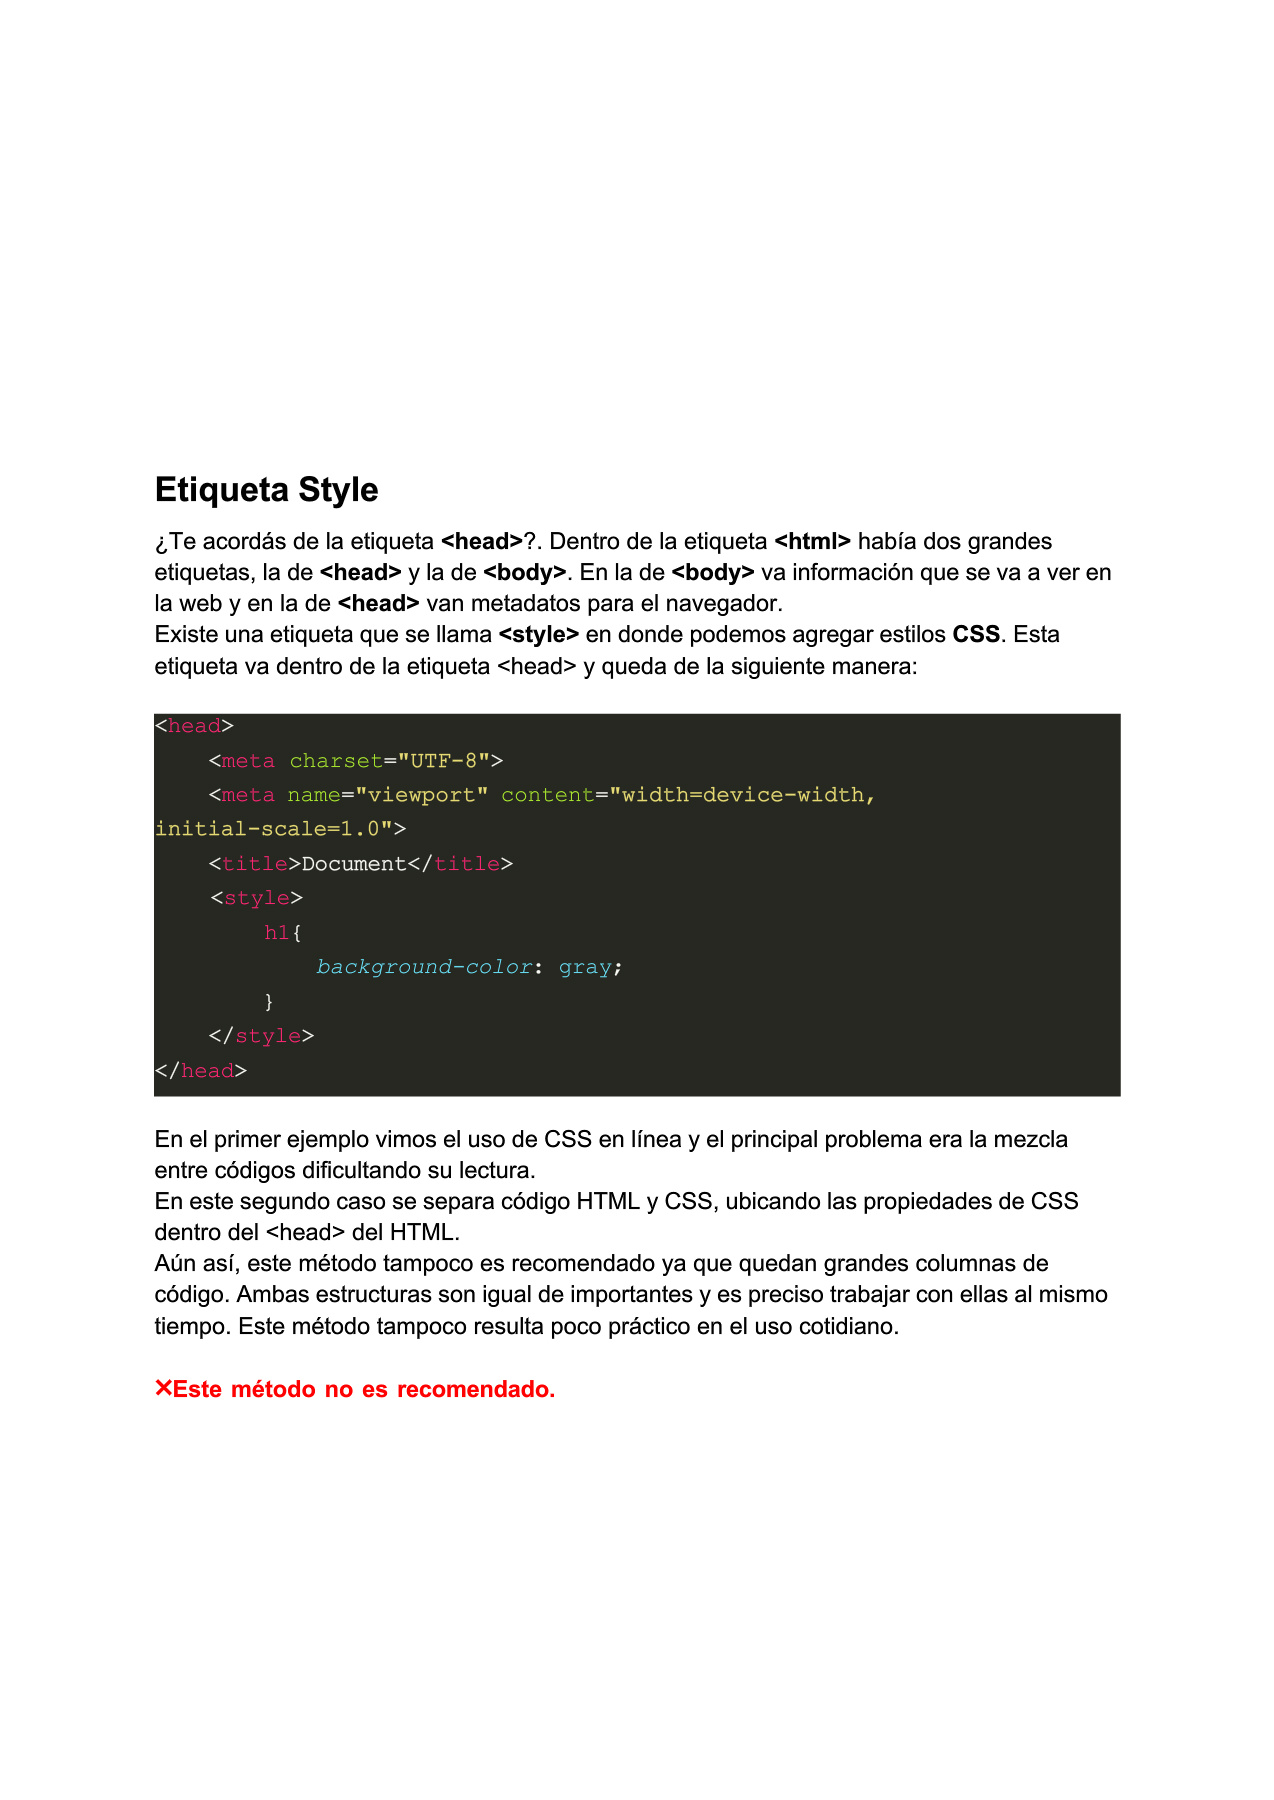 Etiqueta Style
¿Te acordás de la etiqueta <head>?. Dentro de la etiqueta <html> había dos grandes
etiquetas, la de <head> y la de <body>. En la de <body> va información que se va a ver en
la web y en la de <head> van metadatos para el navegador.
Existe una etiqueta que se llama <style> en donde podemos agregar estilos CSS. Esta
etiqueta va dentro de la etiqueta <head> y queda de la siguiente manera:
<head>
    <meta charset="UTF-8">
    <meta name="viewport" content="width=device-width,
initial-scale=1.0">
    <title>Document</title>
    <style>
        h1{
            background-color: gray;
        }
    </style>
</head>
En el primer ejemplo vimos el uso de CSS en línea y el principal problema era la mezcla
entre códigos dificultando su lectura.
En este segundo caso se separa código HTML y CSS, ubicando las propiedades de CSS
dentro del <head> del HTML.
Aún así, este método tampoco es recomendado ya que quedan grandes columnas de
código. Ambas estructuras son igual de importantes y es preciso trabajar con ellas al mismo
tiempo. Este método tampoco resulta poco práctico en el uso cotidiano.
❌Este método no es recomendado.